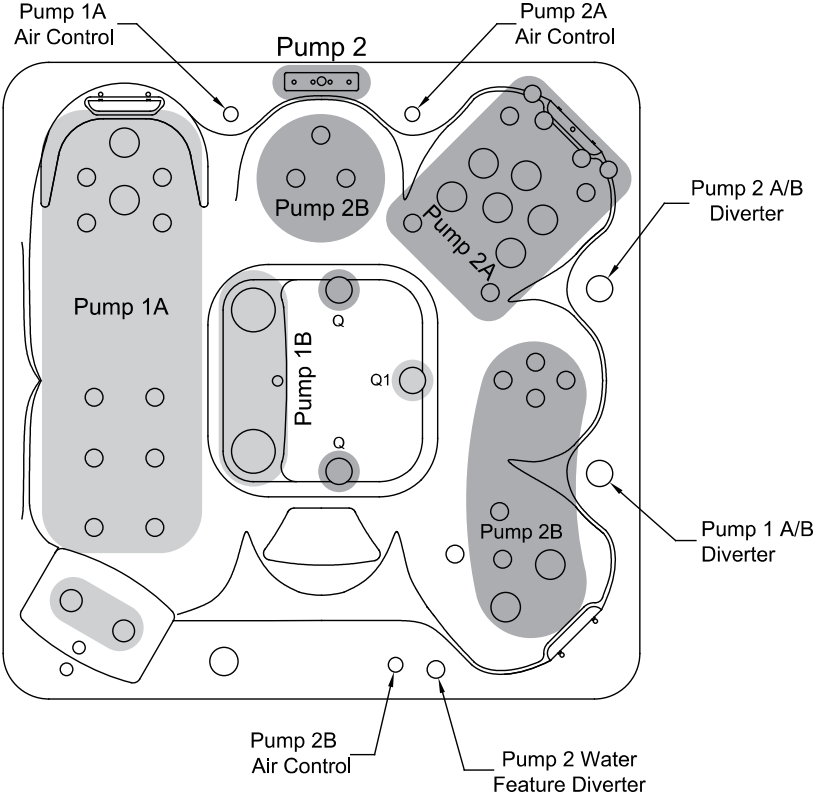 Pump 1A
Air Control
Pump 2
Pump 2A
Air Control
Pump 2B
Pump 2A
Pump 2 A/B
Diverter
Pump 1A
Q
Pump 1B
Q1
Q
Pump 2B
Pump 1 A/B
Diverter
Pump 2B
Air Control
Pump 2 Water
Feature Diverter